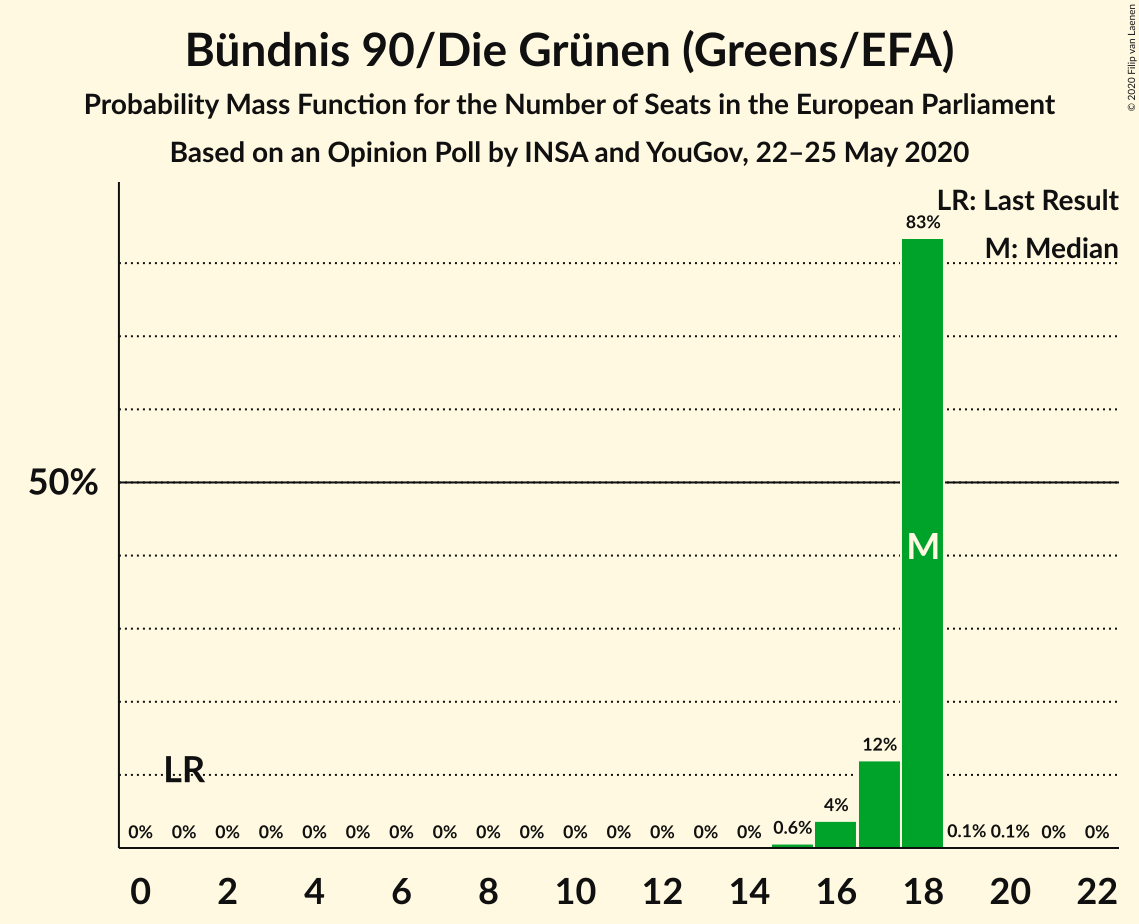 Bündnis 90/Die Grünen (Greens/EFA)
Probability Mass Function for the Number of Seats in the European Parliament
Based on an Opinion Poll by INSA and YouGov, 22–25 May 2020
© 2020 Filip van Laenen
LR: Last Result
83%
M: Median
50%
M
12%
LR
4%
0% 0% 0% 0% 0% 0% 0% 0% 0% 0% 0% 0% 0% 0% 0% 0.6% 0.1% 0.1% 0% 0%
0 2 4 6 8 10 12 14 16 18 20 22